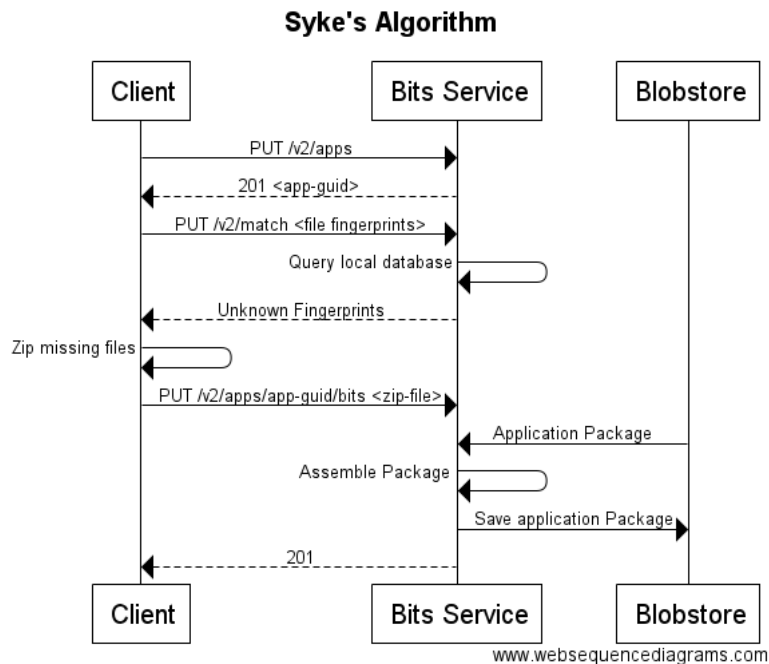 Syke's Algorithm
Client
Bits Service
Blobstore
PUT /v2/apps
201 <app-guid>
PUT /v2/match <file fingerprints>
Query local database
Unknown Fingerprints
Zip missing files
PUT /v2/apps/app-guid/bits <zip-file>
Application Package
Assemble Package
Save application Package
201
Client
Bits Service
Blobstore
www.websequencediagrams.com